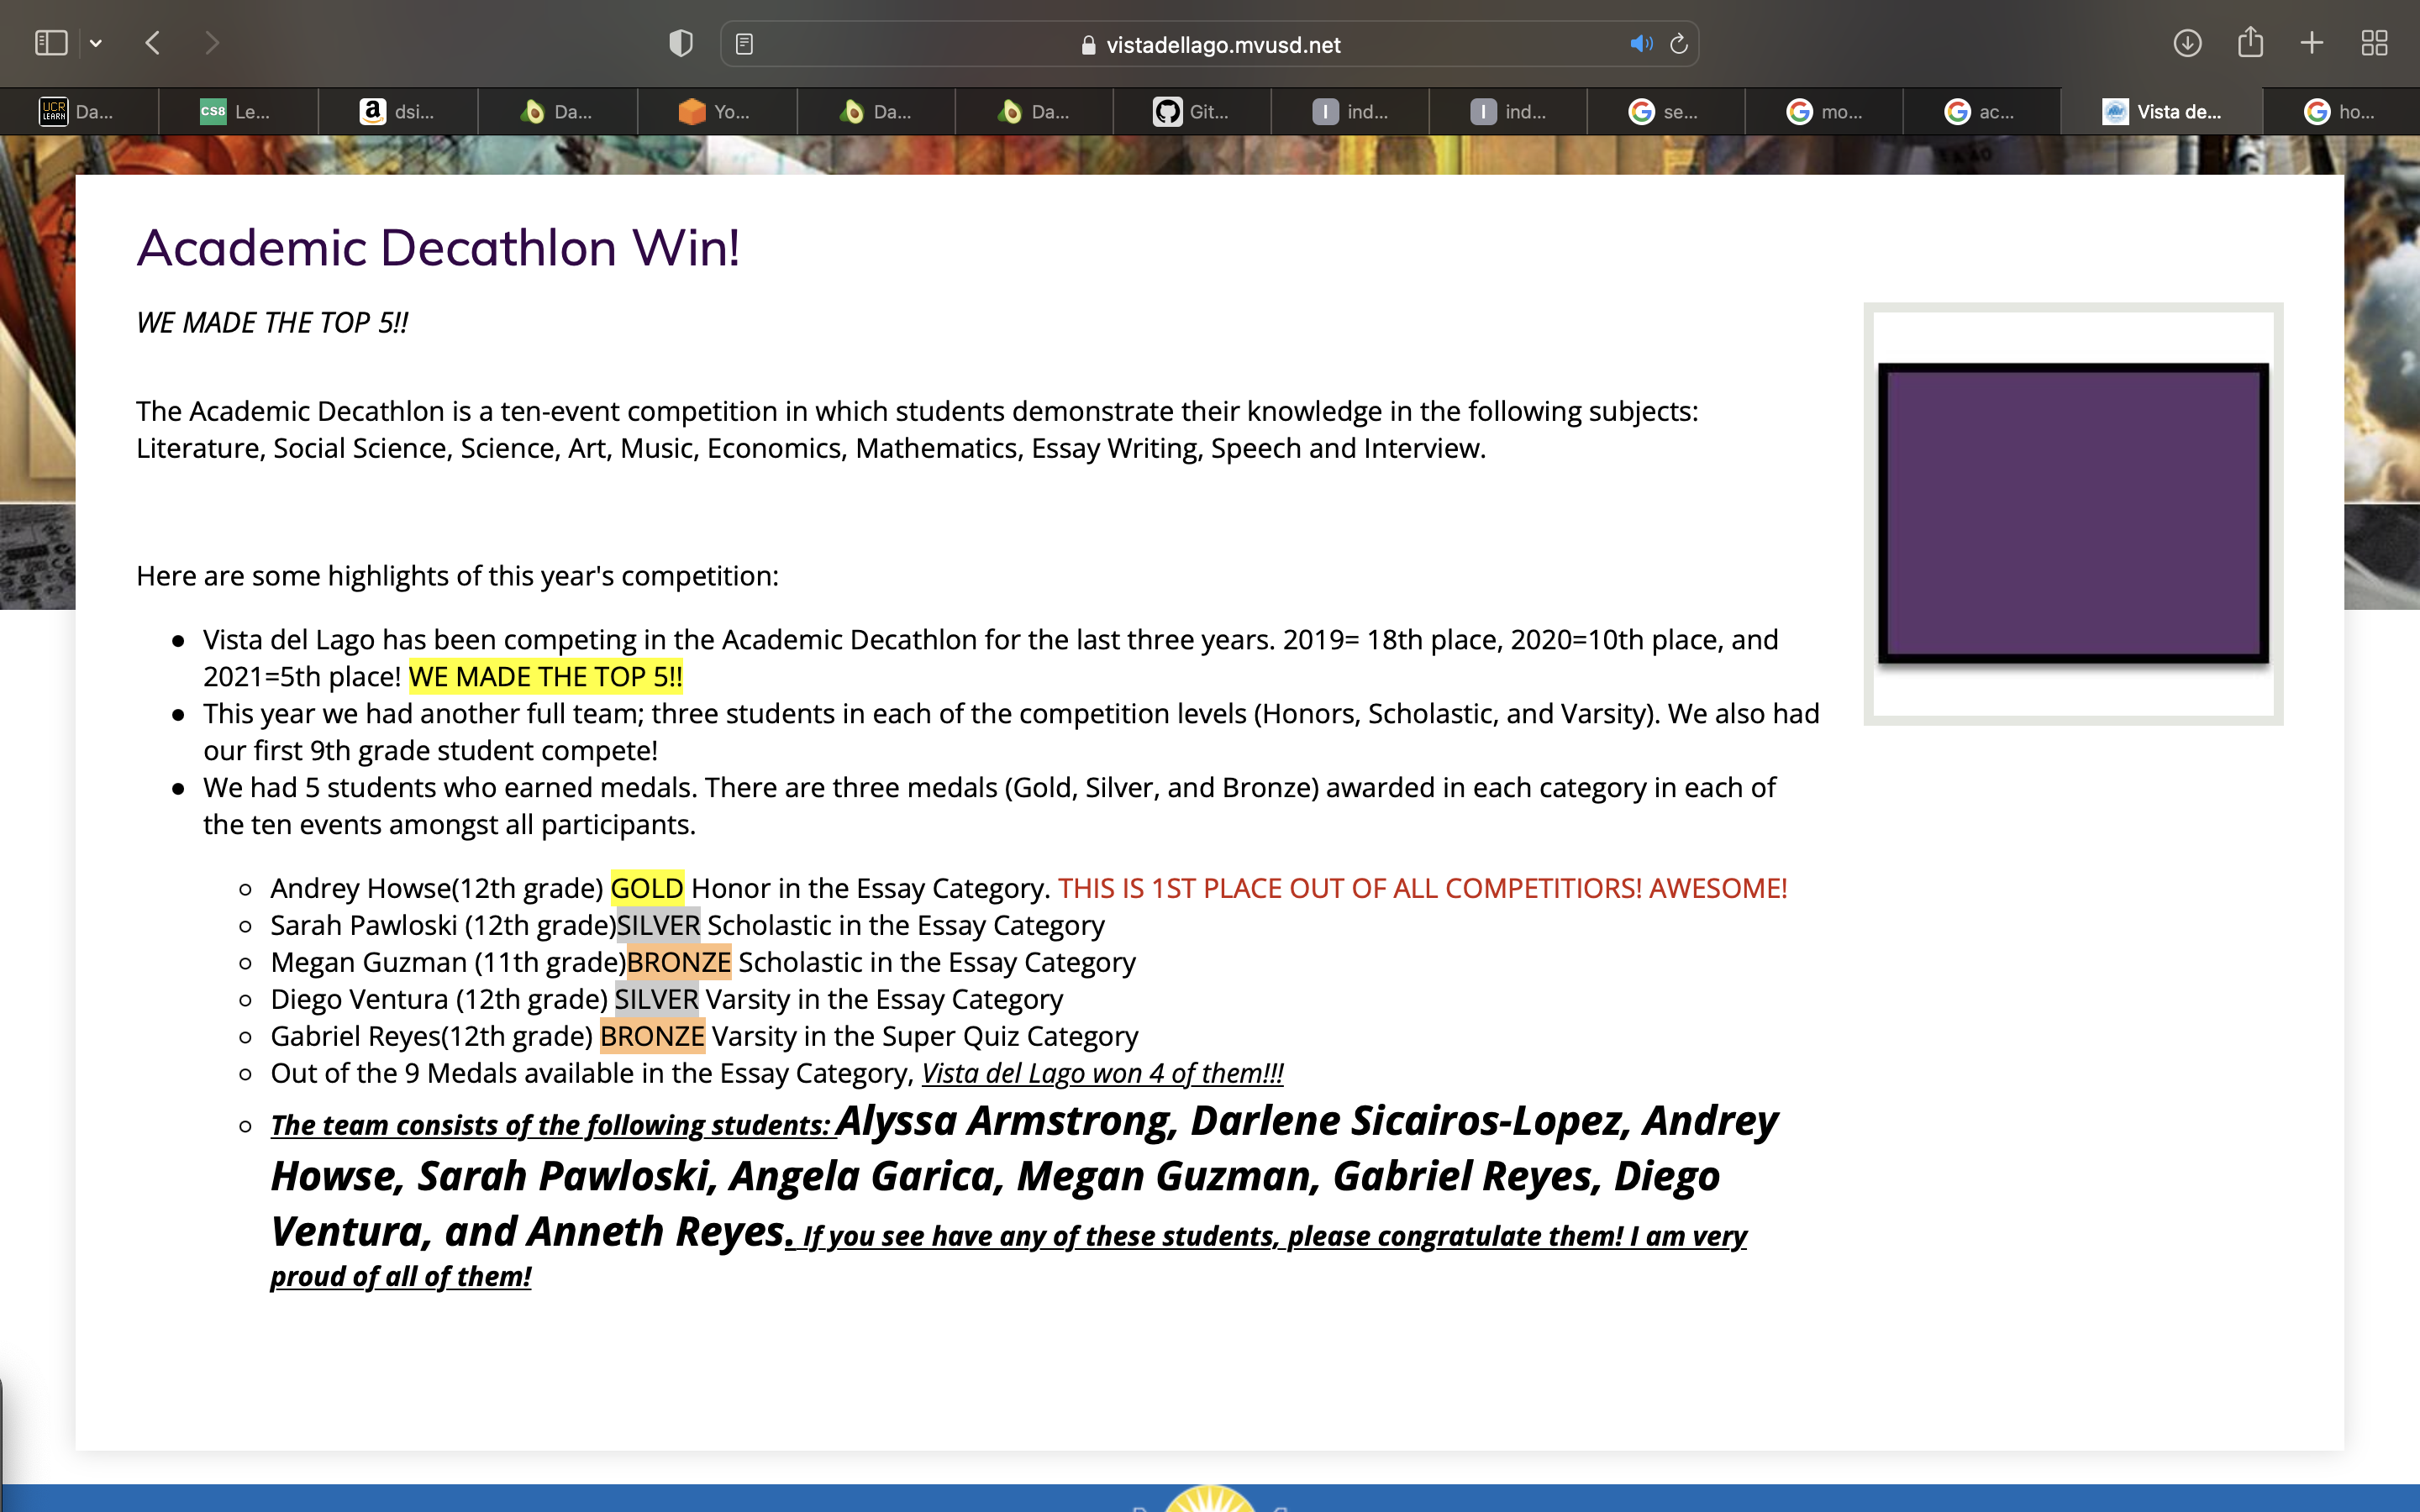 vistadellago.mvusd.net
UCR LEARN Da...
CS8 Le...
a dsi...
Da...
Yo...
Da...
Da...
Git...
I ind...
I ind...
G se...
G mo...
G ac...
Vista de...
G ho...
Academic Decathlon Win!
WE MADE THE TOP 5!!
The Academic Decathlon is a ten-event competition in which students demonstrate their knowledge in the following subjects:
Literature, Social Science, Science, Art, Music, Economics, Mathematics, Essay Writing, Speech and Interview.
Here are some highlights of this year's competition:
● Vista del Lago has been competing in the Academic Decathlon for the last three years. 2019= 18th place, 2020=10th place, and
2021=5th place! WE MADE THE TOP 5!!
● This year we had another full team; three students in each of the competition levels (Honors, Scholastic, and Varsity). We also had
our first 9th grade student compete!
● We had 5 students who earned medals. There are three medals (Gold, Silver, and Bronze) awarded in each category in each of
the ten events amongst all participants.
○ Andrey Howse(12th grade) GOLD Honor in the Essay Category. THIS IS 1ST PLACE OUT OF ALL COMPETITIORS! AWESOME!
○ Sarah Pawloski (12th grade)SILVER Scholastic in the Essay Category
○ Megan Guzman (11th grade)BRONZE Scholastic in the Essay Category
○ Diego Ventura (12th grade) SILVER Varsity in the Essay Category
○ Gabriel Reyes(12th grade) BRONZE Varsity in the Super Quiz Category
○ Out of the 9 Medals available in the Essay Category, Vista del Lago won 4 of them!!!
○ The team consists of the following students: Alyssa Armstrong, Darlene Sicairos-Lopez, Andrey
Howse, Sarah Pawloski, Angela Garica, Megan Guzman, Gabriel Reyes, Diego
Ventura, and Anneth Reyes. If you see have any of these students, please congratulate them! I am very
proud of all of them!